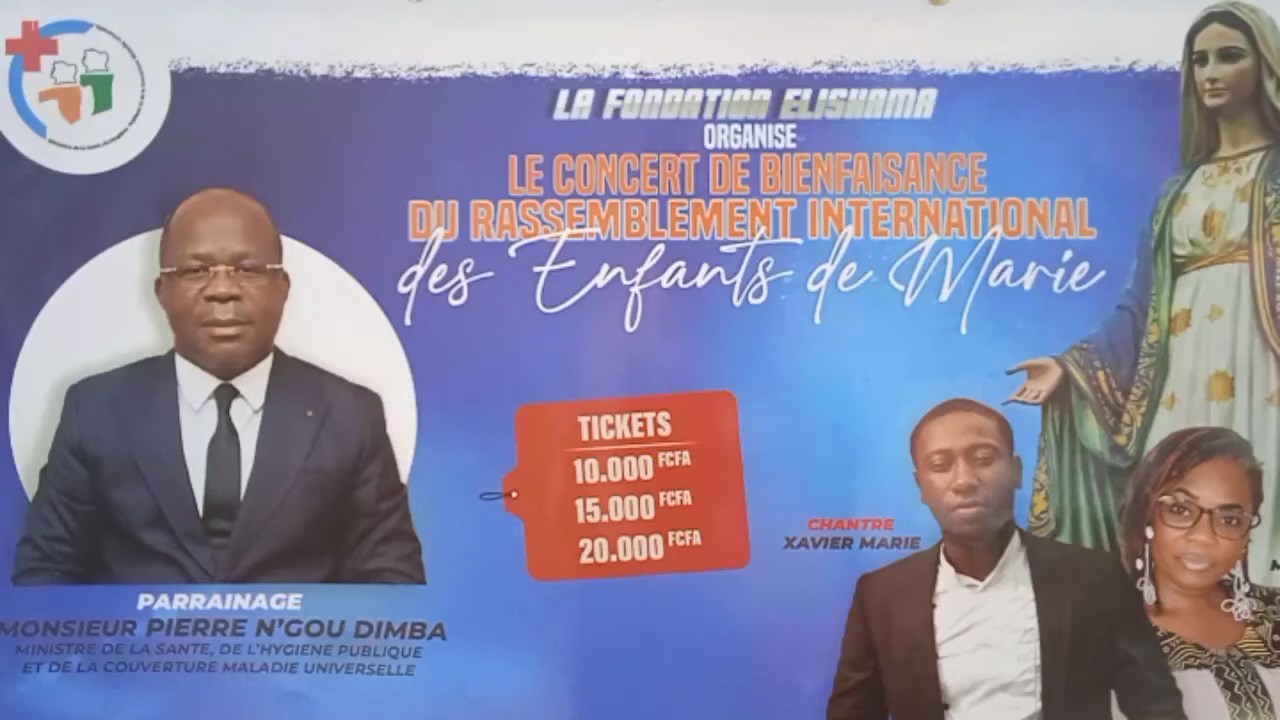 LA FONDATION ELISHAMA
ORGANISE
LE CONCERT DE BIENFAISANCE
DU RASSEMBLEMENT INTERNATIONAL
des Enfants de Marie
TICKETS
10.000 FCFA
15.000 FCFA
20.000 FCFA
CHANTRE
XAVIER MARIE
PARRAINAGE
MONSIEUR PIERRE N'GOU DIMBA
MINISTRE DE LA SANTE, DE L'HYGIÈNE PUBLIQUE
ET DE LA COUVERTURE MALADIE UNIVERSELLE